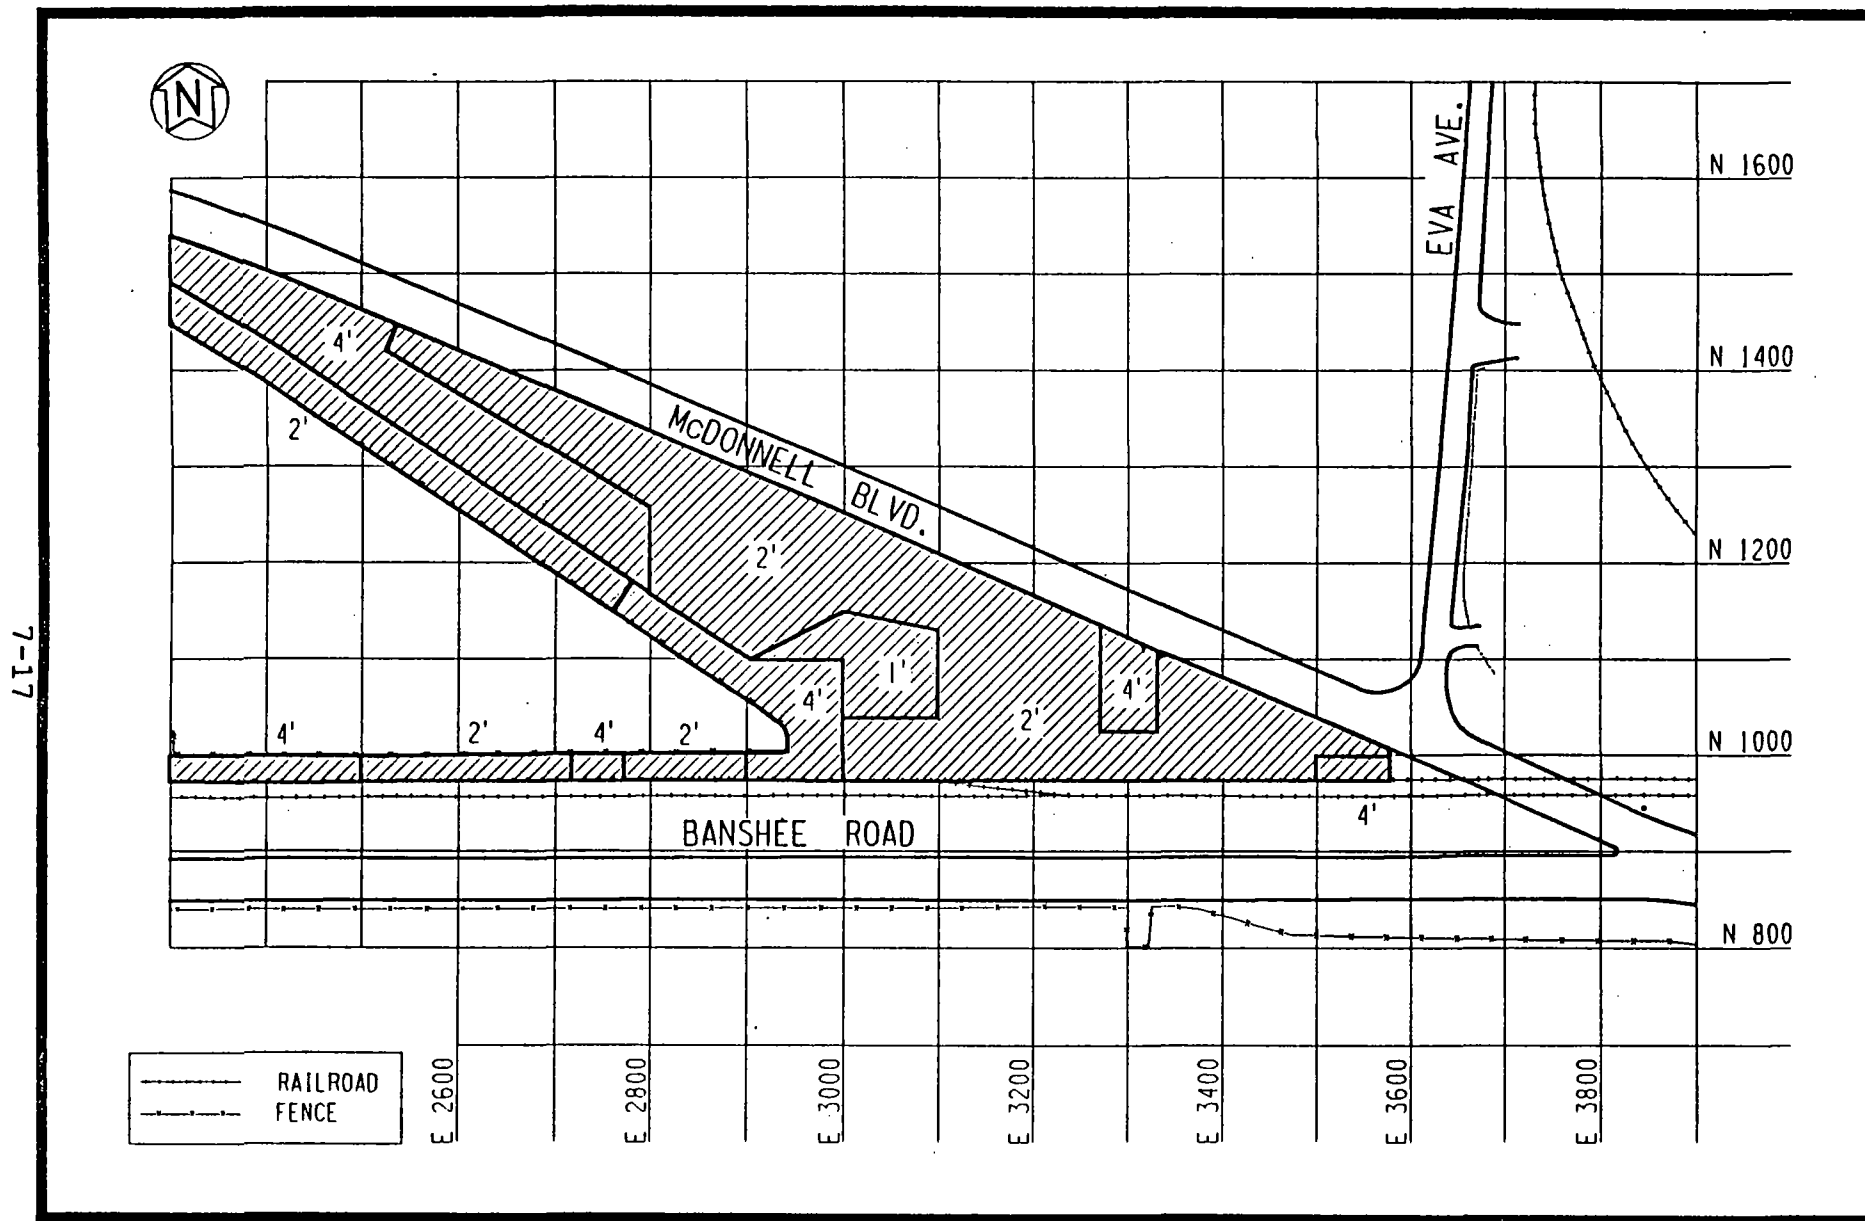 N
EVA AVE.
N 1600
4'
N 1400
2'
McDONNELL BLVD.
2'
N 1200
7-17
1'
4'
4'
2'
4'
2'
4'
2'
N 1000
4'
BANSHEE ROAD
N 800
E 2600
E 2800
E 3000
E 3200
E 3400
E 3600
E 3800
RAILROAD
FENCE